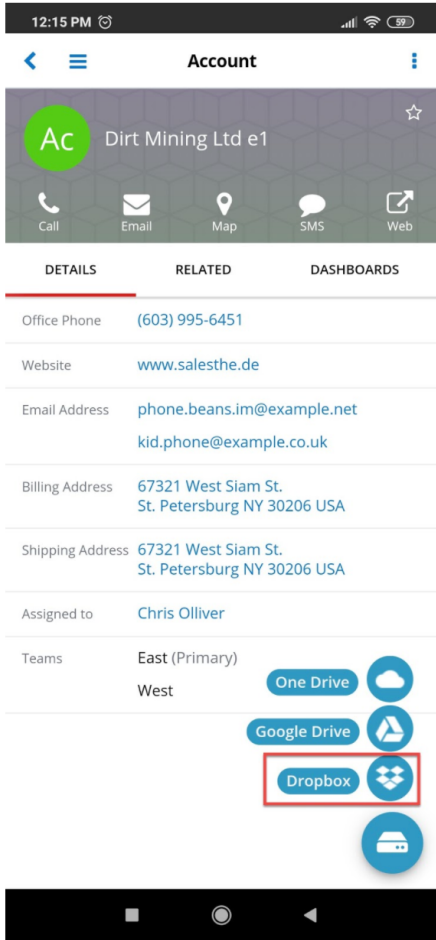 12:15 PM
59
Account
Ac
Dirt Mining Ltd e1
Call
Email
Map
SMS
Web
DETAILS
RELATED
DASHBOARDS
Office Phone (603) 995-6451
Website www.salesthe.de
Email Address phone.beans.im@example.net
kid.phone@example.co.uk
Billing Address 67321 West Siam St.
St. Petersburg NY 30206 USA
Shipping Address 67321 West Siam St.
St. Petersburg NY 30206 USA
Assigned to Chris Olliver
Teams East (Primary)
West
One Drive
Google Drive
Dropbox